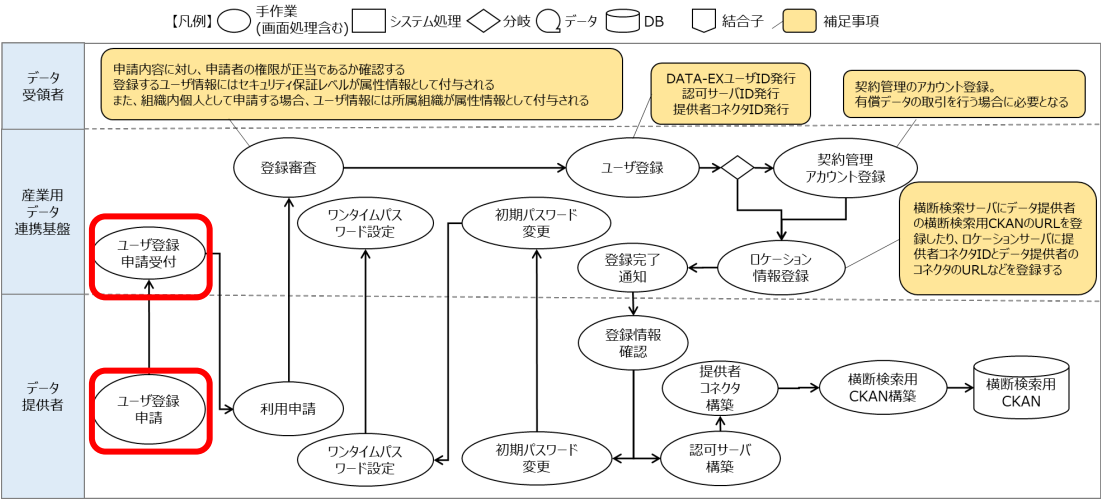 【凡例】
手作業
(画面処理含む)
システム処理
分岐
データ
DB
結合子
補足事項
データ
受領者
申請内容に対し、申請者の権限が正当であるか確認する
登録するユーザ情報にはセキュリティ保証レベルが属性情報として付与される
また、組織内個人として申請する場合、ユーザ情報には所属組織が属性情報として付与される
DATA-EXユーザID発行
認可サーバID発行
提供者コネクタID発行
契約管理のアカウント登録。
有償データの取引を行う場合に必要となる
産業用
データ
連携基盤
登録審査
ユーザ登録
契約管理
アカウント登録
ワンタイムパス
ワード設定
初期パスワード
変更
ユーザ登録
申請受付
登録完了
通知
ロケーション
情報登録
横断検索サーバにデータ提供者
の横断検索用CKANのURLを登
録したり、ロケーションサーバに提
供者コネクタIDとデータ提供者の
コネクタのURLなどを登録する
データ
提供者
登録情報
確認
ユーザ登録
申請
利用申請
提供者
コネクタ
構築
横断検索用
CKAN構築
横断検索用
CKAN
ワンタイムパス
ワード設定
初期パスワード
変更
認可サーバ
構築